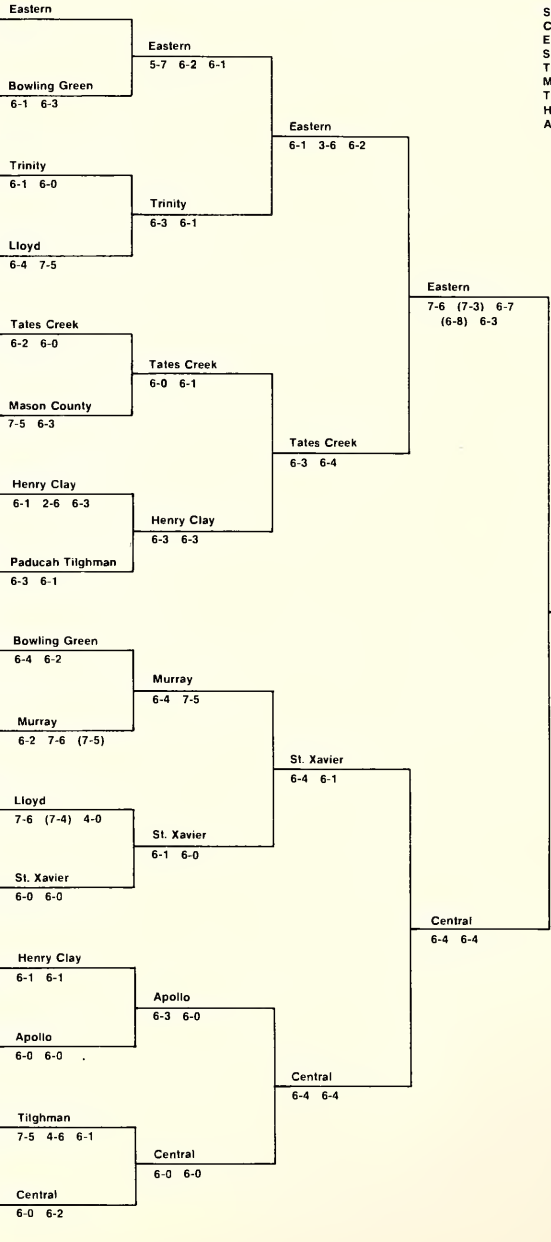 Eastern
Bowling Green
6-1 6-3
Trinity
6-1 6-0
Lloyd
6-4 7-5
Tates Creek
6-2 6-0
Mason County
7-5 6-3
Henry Clay
6-1 2-6 6-3
Paducah Tilghman
6-3 6-1
Bowling Green
6-4 6-2
Murray
6-2 7-6 (7-5)
Lloyd
7-6 (7-4) 4-0
St. Xavier
6-0 6-0
Henry Clay
6-1 6-1
Apollo
6-0 6-0
Tilghman
7-5 4-6 6-1
Central
6-0 6-2
Eastern
5-7 6-2 6-1
Trinity
6-3 6-1
Tates Creek
6-0 6-1
Henry Clay
6-3 6-3
Murray
6-4 7-5
St. Xavier
6-1 6-0
Apollo
6-3 6-0
Central
6-0 6-0
Eastern
6-1 3-6 6-2
Tates Creek
6-3 6-4
St. Xavier
6-4 6-1
Central
6-4 6-4
Eastern
7-6 (7-3) 6-7
(6-8) 6-3
Central
6-4 6-4
S
C
E
S
T
M
T
H
A